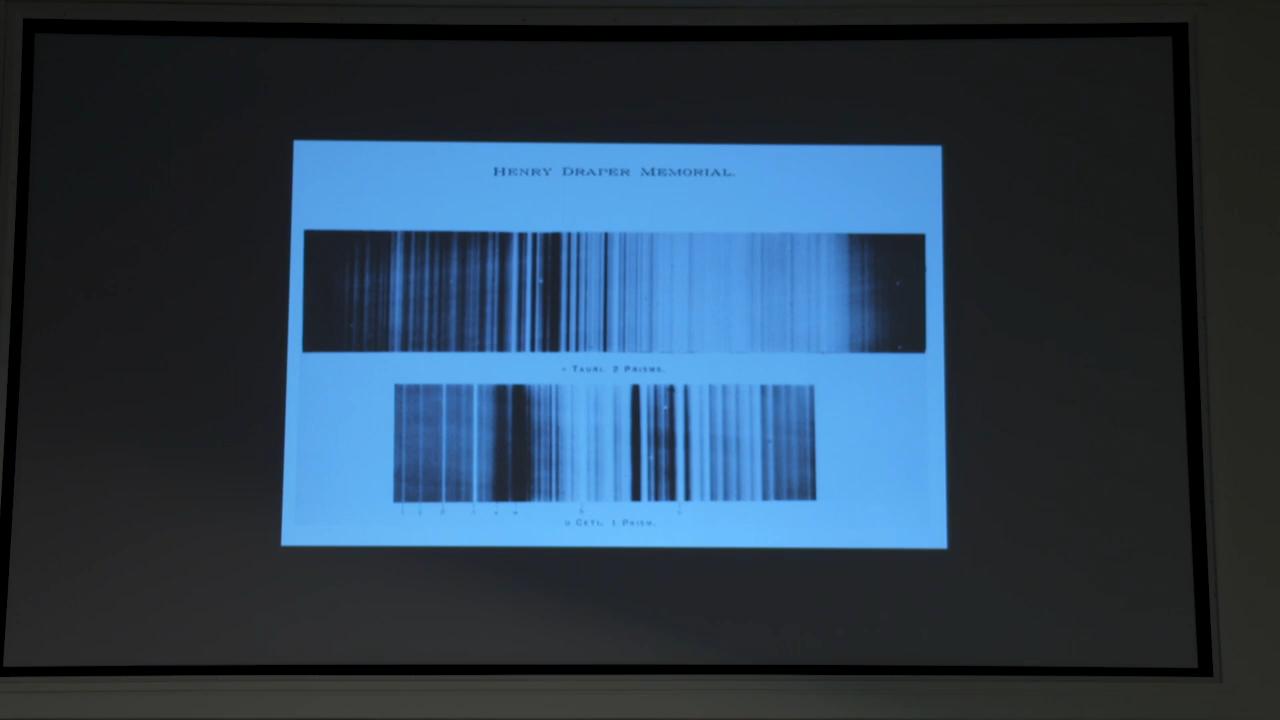 HENRY DRAPER MEMORIAL.
TAURI. 2 PRISMS.
CETI. 1 PRISM.